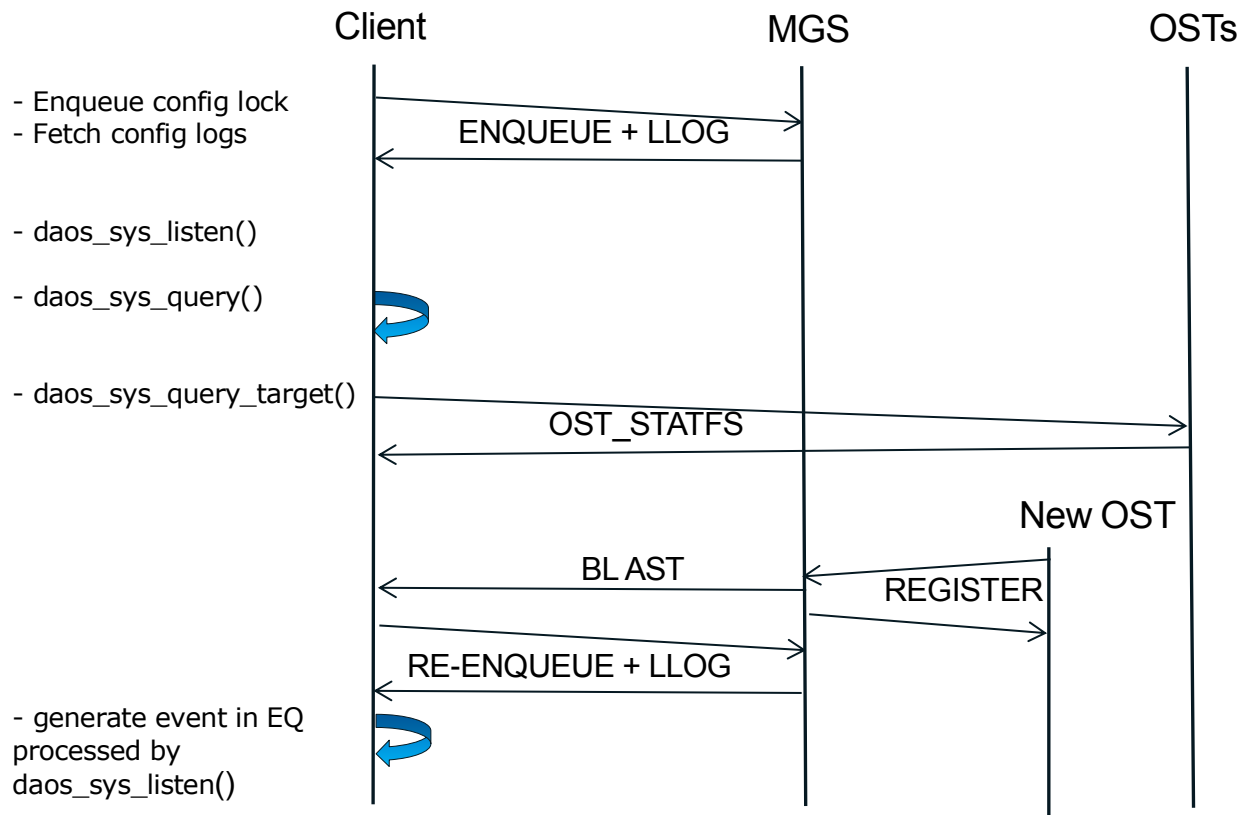 Client MGS OSTs
- Enqueue config lock
- Fetch config logs
ENQUEUE + LLOG
- daos_sys_listen()
- daos_sys_query()
- daos_sys_query_target()
OST_STATFS
New OST
BL AST
REGISTER
RE-ENQUEUE + LLOG
- generate event in EQ
processed by
daos_sys_listen()